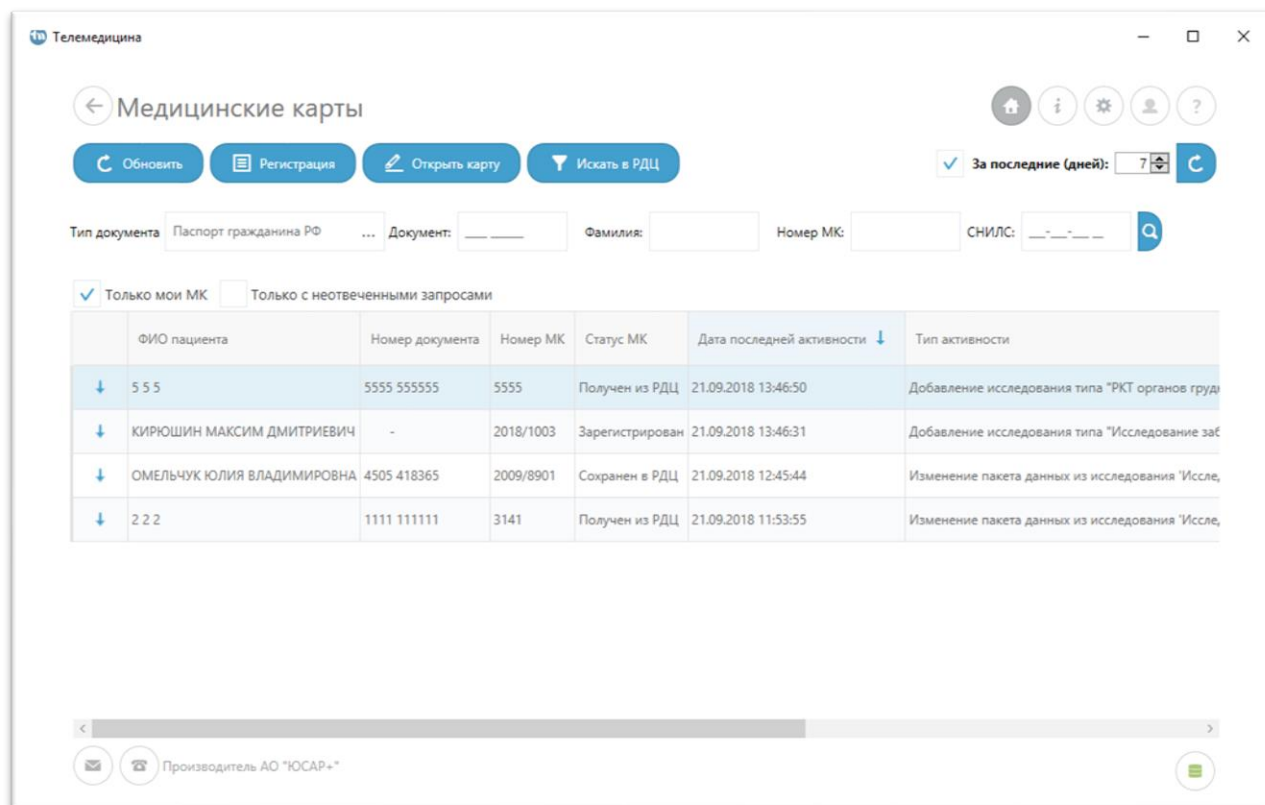 Телемедицина
Медицинские карты
Обновить Регистрация Открыть карту Искать в РДЦ За последние (дней): 7
Тип документа Паспорт гражданина РФ ... Документ: ___ _____ Фамилия: Номер МК: СНИЛС: __-__-__ __
Только мои МК Только с неотвеченными запросами
ФИО пациента Номер документа Номер МК Статус МК Дата последней активности Тип активности
5 5 5 5555 555555 5555 Получен из РДЦ 21.09.2018 13:46:50 Добавление исследования типа "РКТ органов груд
КИРЮШИН МАКСИМ ДМИТРИЕВИЧ - 2018/1003 Зарегистрирован 21.09.2018 13:46:31 Добавление исследования типа "Исследование заб
ОМЕЛЬЧУК ЮЛИЯ ВЛАДИМИРОВНА 4505 418365 2009/8901 Сохранен в РДЦ 21.09.2018 12:45:44 Изменение пакета данных из исследования 'Иссле,
2 2 2 1111 111111 3141 Получен из РДЦ 21.09.2018 11:53:55 Изменение пакета данных из исследования 'Иссле,
Производитель АО "ЮСАР+"